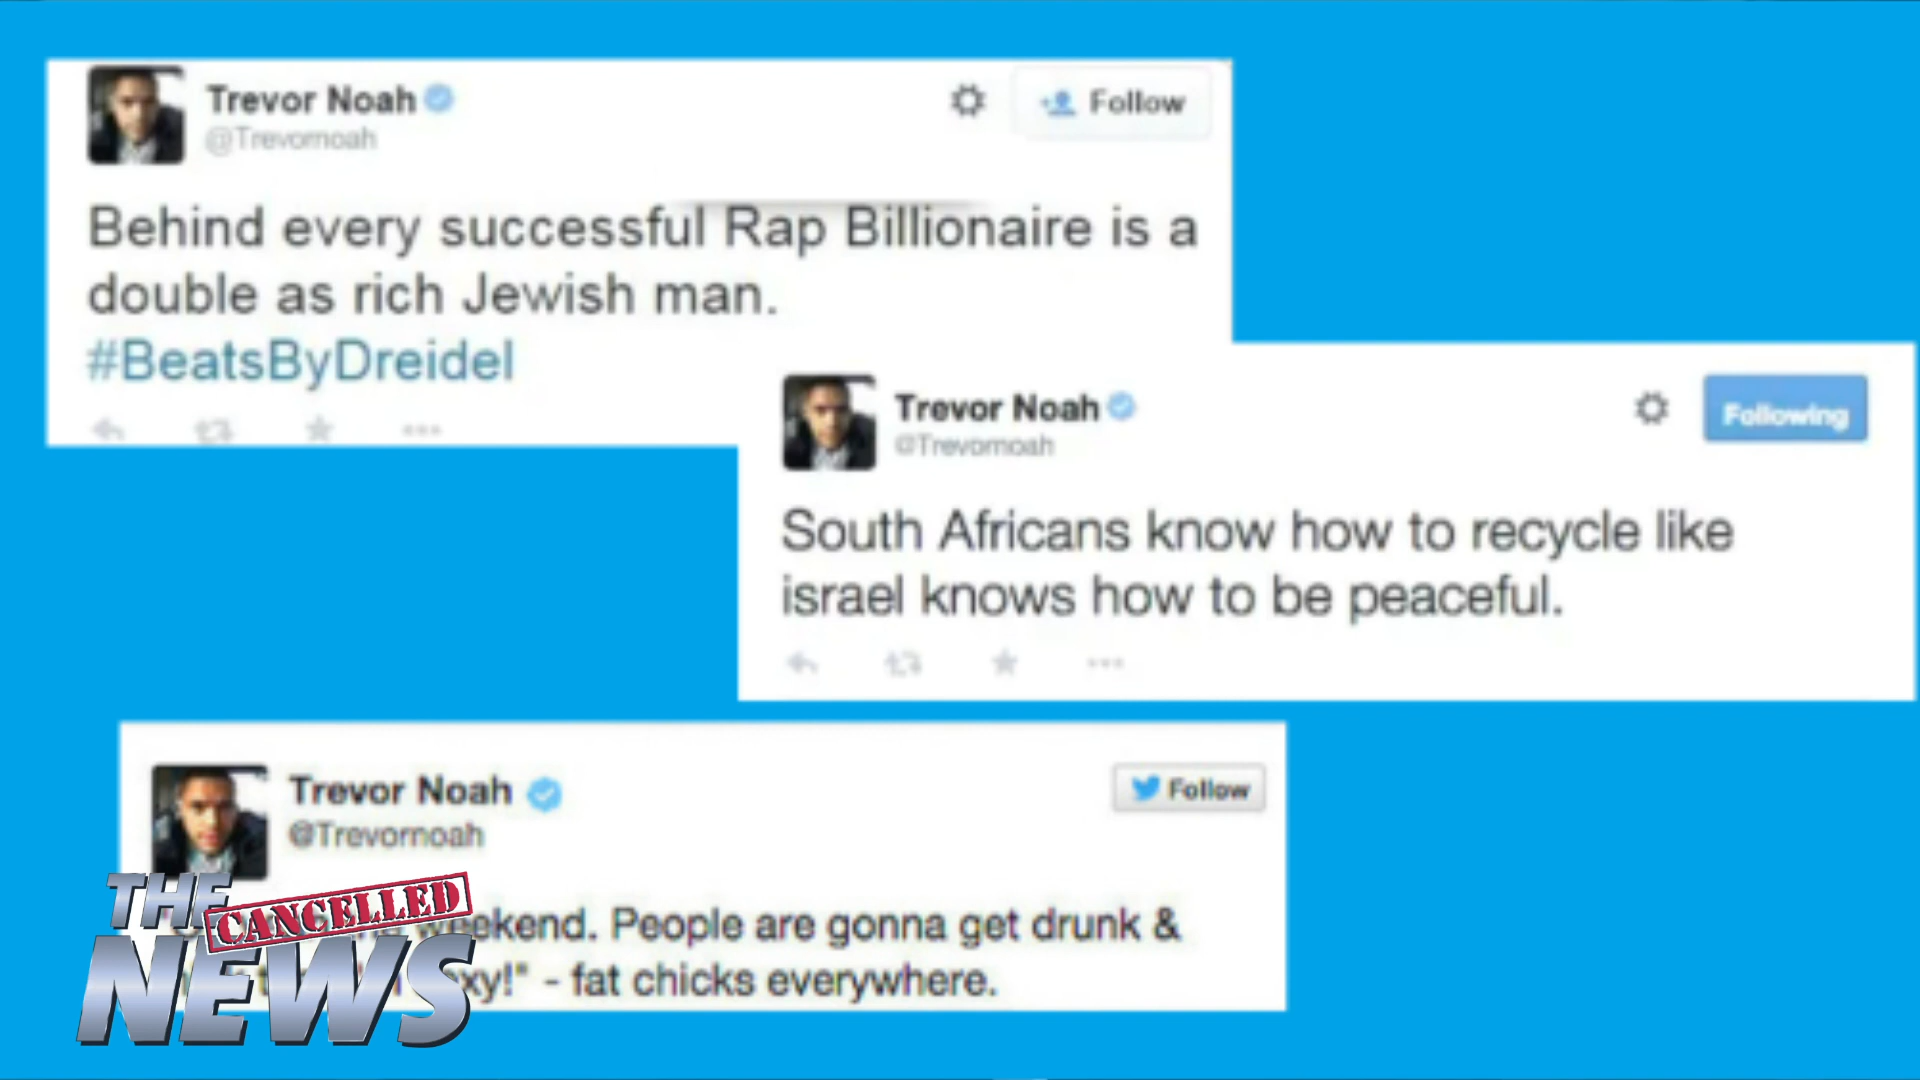 Trevor Noah
@Trevornoah
Follow
Behind every successful Rap Billionaire is a
double as rich Jewish man.
#BeatsByDreidel
Trevor Noah
@Trevornoah
Following
South Africans know how to recycle like
israel knows how to be peaceful.
Trevor Noah
@Trevornoah
Follow
weekend. People are gonna get drunk &
- fat chicks everywhere.
THE
CANCELLED
NEWS